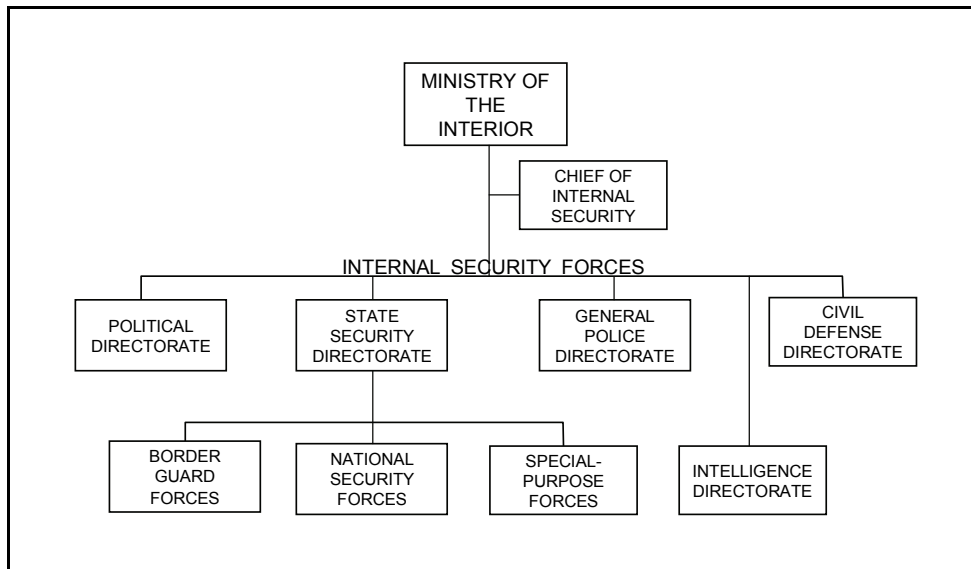 MINISTRY OF
THE
INTERIOR
CHIEF OF
INTERNAL
SECURITY
INTERNAL SECURITY FORCES
POLITICAL
DIRECTORATE
STATE
SECURITY
DIRECTORATE
GENERAL
POLICE
DIRECTORATE
CIVIL
DEFENSE
DIRECTORATE
BORDER
GUARD
FORCES
NATIONAL
SECURITY
FORCES
SPECIAL-
PURPOSE
FORCES
INTELLIGENCE
DIRECTORATE